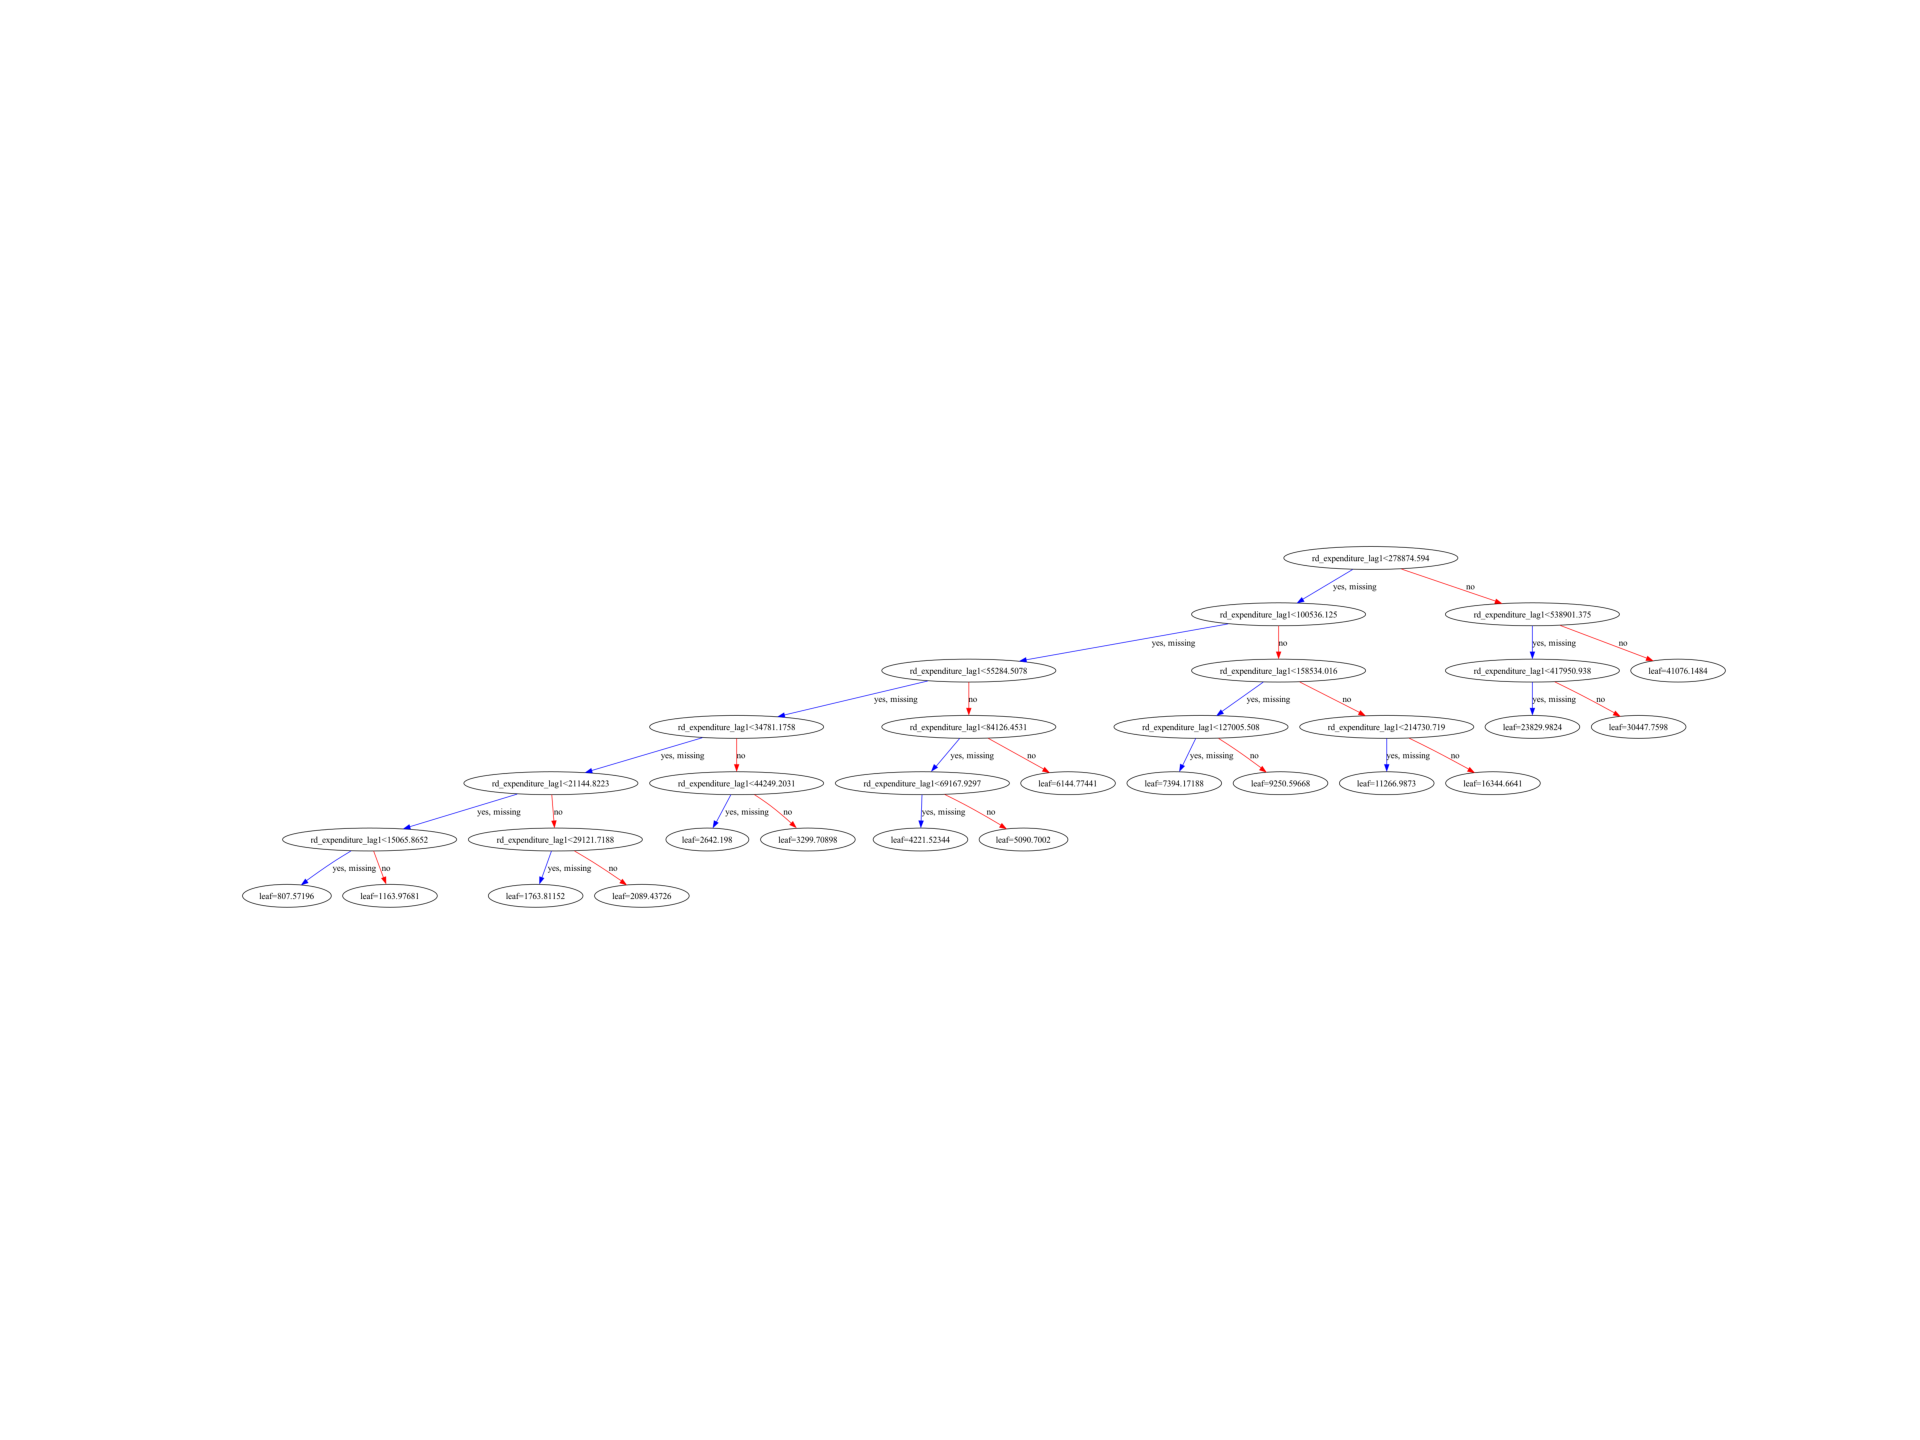 rd_expenditure_lag1<278874.594
yes, missing
no
rd_expenditure_lag1<100536.125
rd_expenditure_lag1<538901.375
yes, missing
no
yes, missing
no
rd_expenditure_lag1<55284.5078
rd_expenditure_lag1<158534.016
rd_expenditure_lag1<417950.938
leaf=41076.1484
yes, missing
no
yes, missing
no
yes, missing
no
rd_expenditure_lag1<34781.1758
rd_expenditure_lag1<84126.4531
rd_expenditure_lag1<127005.508
rd_expenditure_lag1<214730.719
leaf=23829.9824
leaf=30447.7598
yes, missing
no
yes, missing
no
yes, missing
no
yes, missing
no
rd_expenditure_lag1<21144.8223
rd_expenditure_lag1<44249.2031
rd_expenditure_lag1<69167.9297
leaf=6144.77441
leaf=7394.17188
leaf=9250.59668
leaf=11266.9873
leaf=16344.6641
yes, missing
no
yes, missing
no
yes, missing
no
rd_expenditure_lag1<15065.8652
rd_expenditure_lag1<29121.7188
leaf=2642.198
leaf=3299.70898
leaf=4221.52344
leaf=5090.7002
yes, missing
no
yes, missing
no
leaf=807.57196
leaf=1163.97681
leaf=1763.81152
leaf=2089.43726